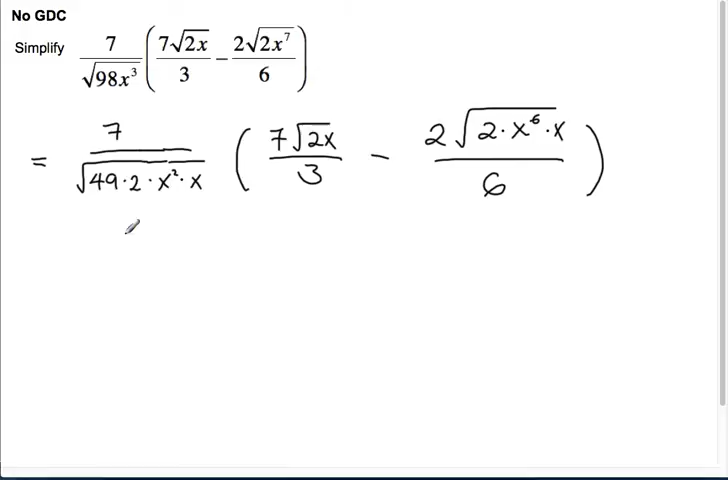 No GDC
Simplify 7/√98x³ (7√2x/3 − 2√2x⁷/6)
= 7/√49·2·x²·x (7√2x/3 − 2√2·x⁶·x/6)